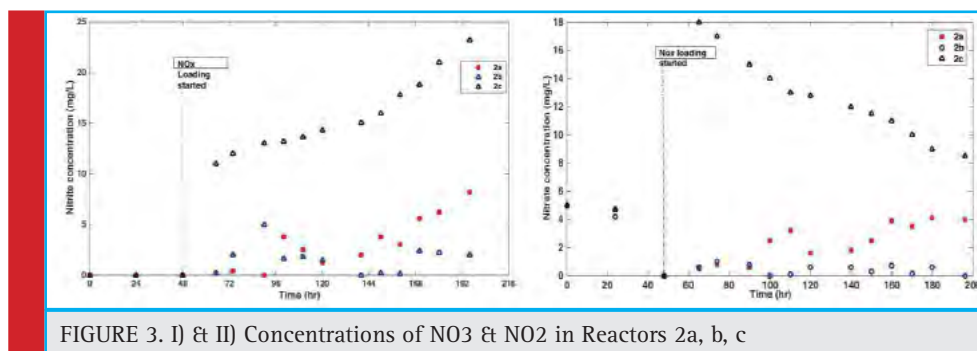 25
20
15
10
5
0
Nitrite concentration (mg/L)
NOx
Loading
started
2a
2b
2c
0
24
48
72
96
120
144
168
192
216
Time (hr)
18
16
14
12
10
8
6
4
2
0
Nitrate concentration (mg/L)
Nox loading
started
2a
2b
2c
0
20
40
60
80
100
120
140
160
180
200
Time (hr)
FIGURE 3. I) & II) Concentrations of NO3 & NO2 in Reactors 2a, b, c